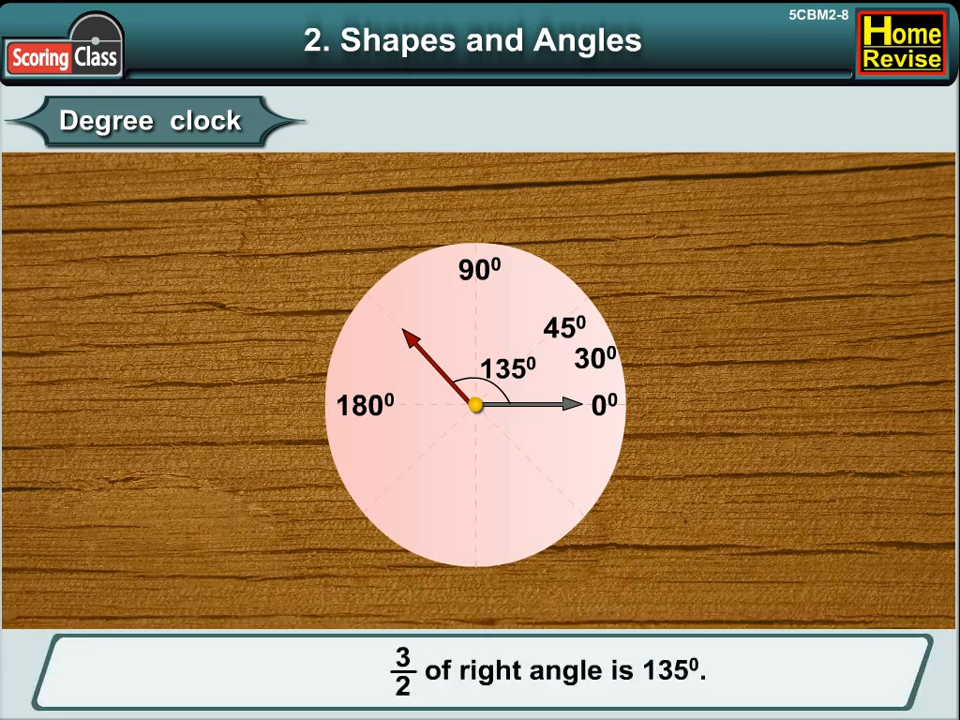 5CBM2-8
Scoring Class
2. Shapes and Angles
Home
Revise
Degree clock
90⁰
45⁰
30⁰
135⁰
180⁰
0⁰
3/2 of right angle is 135⁰.